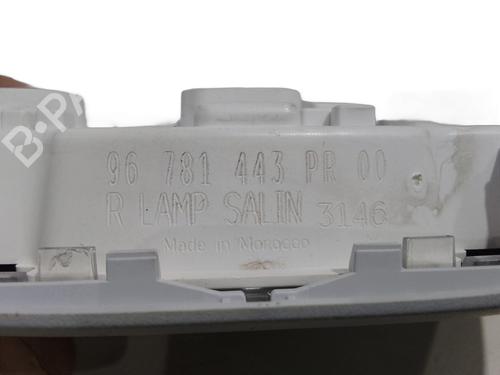 96 781 443 PR 00
R LAMP SALIN 3146
Made in Morocco